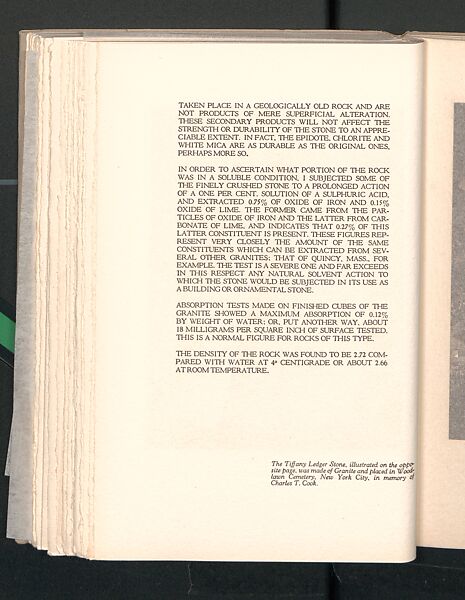 TAKEN PLACE IN A GEOLOGICALLY OLD ROCK AND ARE
NOT PRODUCTS OF MERE SUPERFICIAL ALTERATION.
THESE SECONDARY PRODUCTS WILL NOT AFFECT THE
STRENGTH OR DURABILITY OF THE STONE TO AN APPRE-
CIABLE EXTENT. IN FACT, THE EPIDOTE, CHLORITE AND
WHITE MICA ARE AS DURABLE AS THE ORIGINAL ONES,
PERHAPS MORE SO.
IN ORDER TO ASCERTAIN WHAT PORTION OF THE ROCK
WAS IN A SOLUBLE CONDITION, I SUBJECTED SOME OF
THE FINELY CRUSHED STONE TO A PROLONGED ACTION
OF A ONE PER CENT. SOLUTION OF SULPHURIC ACID,
AND EXTRACTED 0.75% OF OXIDE OF IRON AND 0.15%
OXIDE OF LIME. THE FORMER CAME FROM THE PAR-
TICLES OF OXIDE OF IRON AND THE LATTER FROM CAR-
BONATE OF LIME, AND INDICATES THAT 0.27% OF THIS
LATTER CONSTITUENT IS PRESENT. THESE FIGURES REP-
RESENT VERY CLOSELY THE AMOUNT OF THE SAME
CONSTITUENTS WHICH CAN BE EXTRACTED FROM SEV-
ERAL OTHER GRANITES; THAT OF QUINCY, MASS., FOR
EXAMPLE. THE TEST IS A SEVERE ONE AND FAR EXCEEDS
IN THIS RESPECT ANY NATURAL SOLVENT ACTION TO
WHICH THE STONE WOULD BE SUBJECTED IN ITS USE AS
A BUILDING OR ORNAMENTAL STONE.
ABSORPTION TESTS MADE ON FINISHED CUBES OF THE
GRANITE SHOWED A MAXIMUM ABSORPTION OF 0.12%
BY WEIGHT OF WATER; OR, PUT ANOTHER WAY, ABOUT
18 MILLIGRAMS PER SQUARE INCH OF SURFACE TESTED.
THIS IS A NORMAL FIGURE FOR ROCKS OF THIS TYPE.
THE DENSITY OF THE ROCK WAS FOUND TO BE 2.72 COM-
PARED WITH WATER AT 4° CENTIGRADE OR ABOUT 2.66
AT ROOM TEMPERATURE.
The Tiffany Ledger Stone, illustrated on the oppo-
site page, was made of Granite and placed in Wood-
lawn Cemetery, New York City, in memory of
Charles T. Cook.